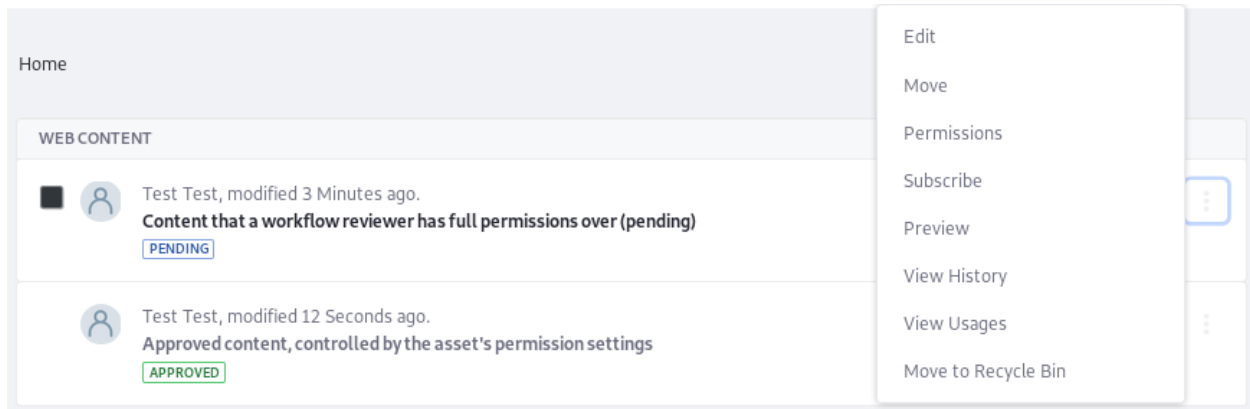 Home
WEB CONTENT
Test Test, modified 3 Minutes ago.
Content that a workflow reviewer has full permissions over (pending)
PENDING
Test Test, modified 12 Seconds ago.
Approved content, controlled by the asset's permission settings
APPROVED
Edit
Move
Permissions
Subscribe
Preview
View History
View Usages
Move to Recycle Bin